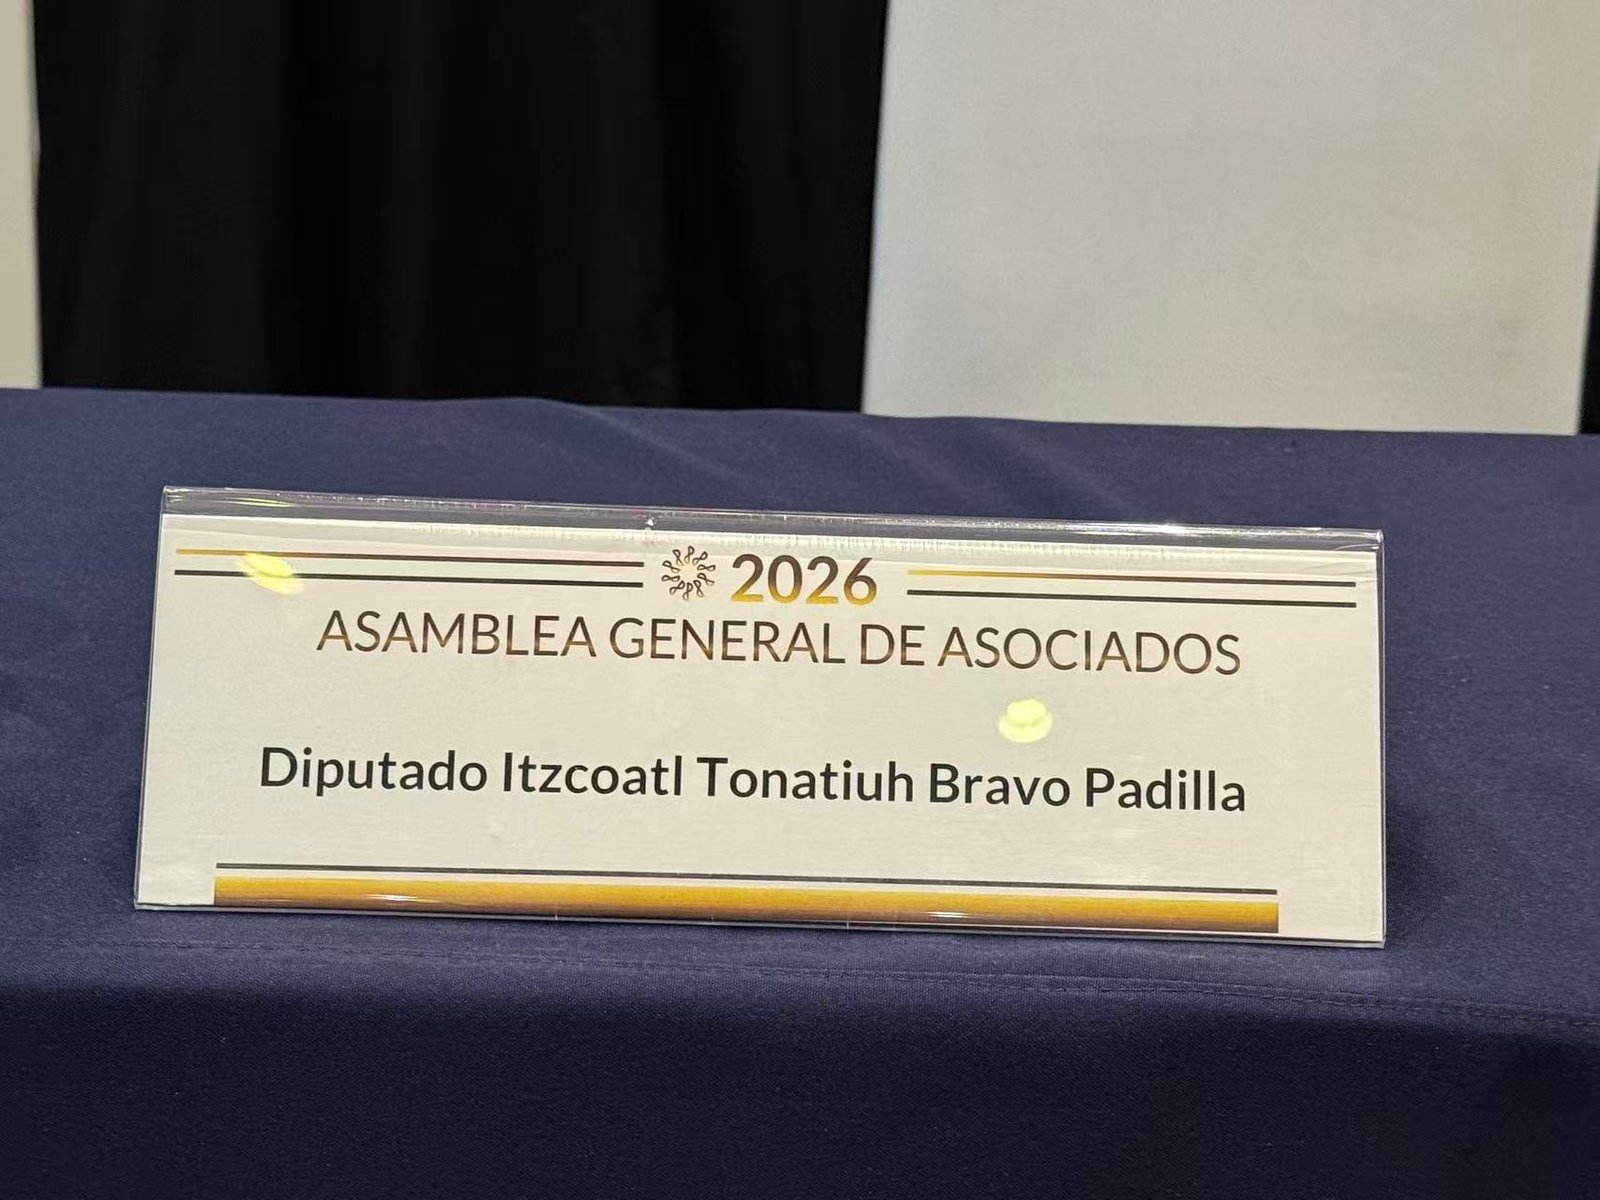 2026
ASAMBLEA GENERAL DE ASOCIADOS
Diputado Itzcoatl Tonatiuh Bravo Padilla